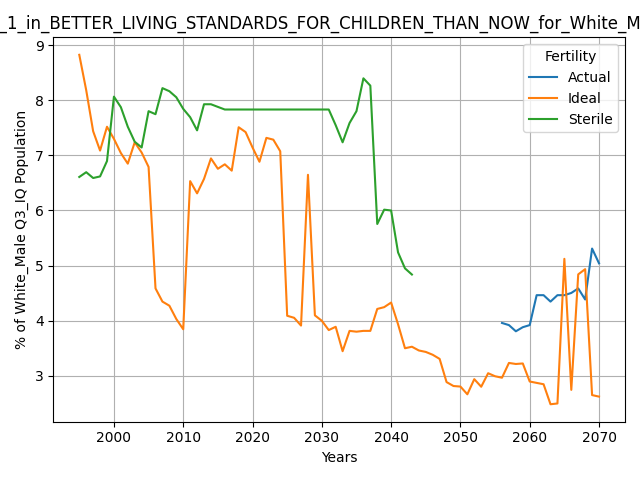 _1_in_BETTER_LIVING_STANDARDS_FOR_CHILDREN_THAN_NOW_for_White_M
% of White_Male Q3_IQ Population
9
8
7
6
5
4
3
Fertility
Actual
Ideal
Sterile
2000 2010 2020 2030 2040 2050 2060 2070
Years